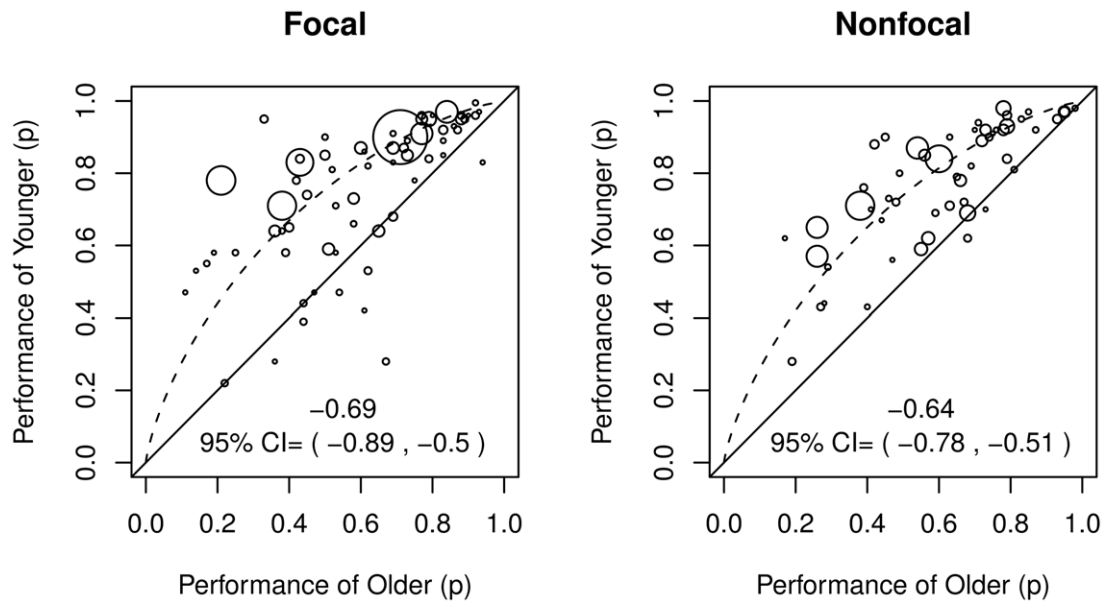 Focal
Performance of Younger (p)
1.0
0.8
0.6
0.4
0.2
0.0
−0.69
95% CI= ( −0.89 , −0.5 )
0.0 0.2 0.4 0.6 0.8 1.0
Performance of Older (p)
Nonfocal
Performance of Younger (p)
1.0
0.8
0.6
0.4
0.2
0.0
−0.64
95% CI= ( −0.78 , −0.51 )
0.0 0.2 0.4 0.6 0.8 1.0
Performance of Older (p)